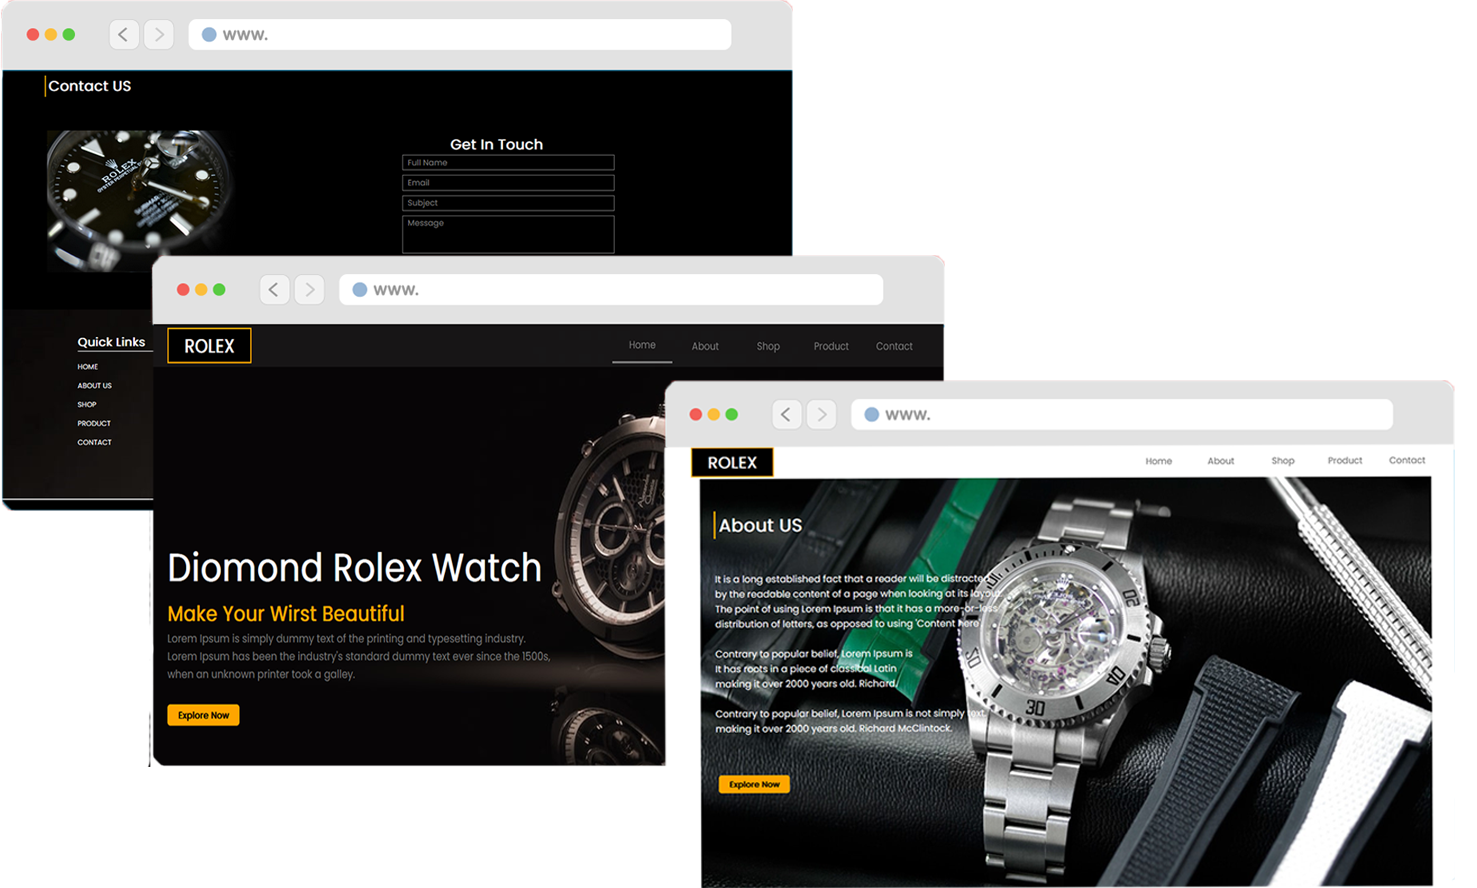 www.
Contact US
ROLEX
OYSTER PERPETUAL
Get In Touch
Full Name
Email
Subject
Message
Quick Links
HOME
ABOUT US
SHOP
PRODUCT
CONTACT
www.
ROLEX
Home
About
Shop
Product
Contact
Diomond Rolex Watch
Make Your Wirst Beautiful
Lorem Ipsum is simply dummy text of the printing and typesetting industry.
Lorem Ipsum has been the industry's standard dummy text ever since the 1500s,
when an unknown printer took a galley.
Explore Now
www.
ROLEX
Home
About
Shop
Product
Contact
About US
It is a long established fact that a reader will be distracted
by the readable content of a page when looking at its layout.
The point of using Lorem Ipsum is that it has a more-or-less
distribution of letters, as opposed to using 'Content here
Contrary to popular belief, Lorem Ipsum is
It has roots in a piece of classical Latin
making it over 2000 years old. Richard
Contrary to popular belief, Lorem Ipsum is not simply text.
making it over 2000 years old. Richard McClintock.
Explore Now
20
30
40
30